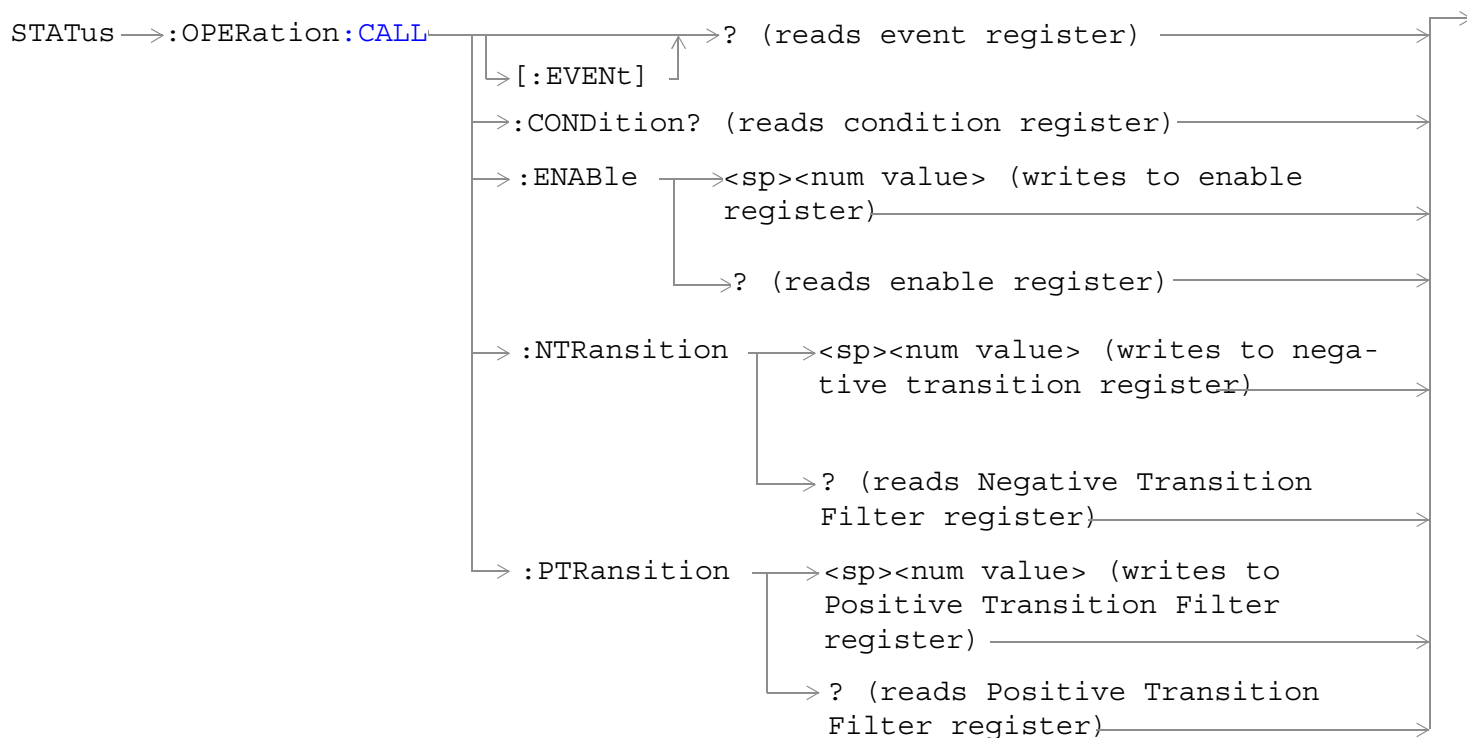 STATus :OPERation:CALL ? (reads event register)
[:EVENt]
:CONDition? (reads condition register)
:ENABle <sp><num value> (writes to enable
register)
? (reads enable register)
:NTRansition <sp><num value> (writes to nega-
tive transition register)
? (reads Negative Transition
Filter register)
:PTRansition <sp><num value> (writes to
Positive Transition Filter
register)
? (reads Positive Transition
Filter register)